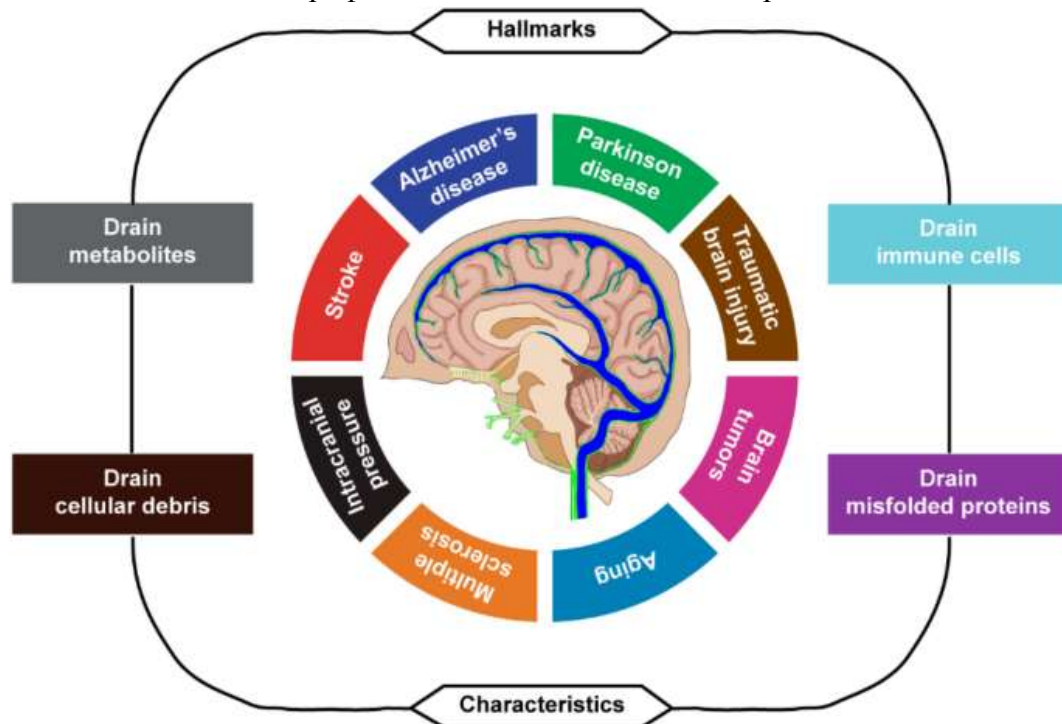 Hallmarks
Alzheimer's
disease
Parkinson
disease
Stroke
Traumatic
brain injury
Drain
metabolites
Drain
immune cells
Intracranial
pressure
Brain
tumors
Drain
cellular debris
Drain
misfolded proteins
Multiple
sclerosis
Aging
Characteristics